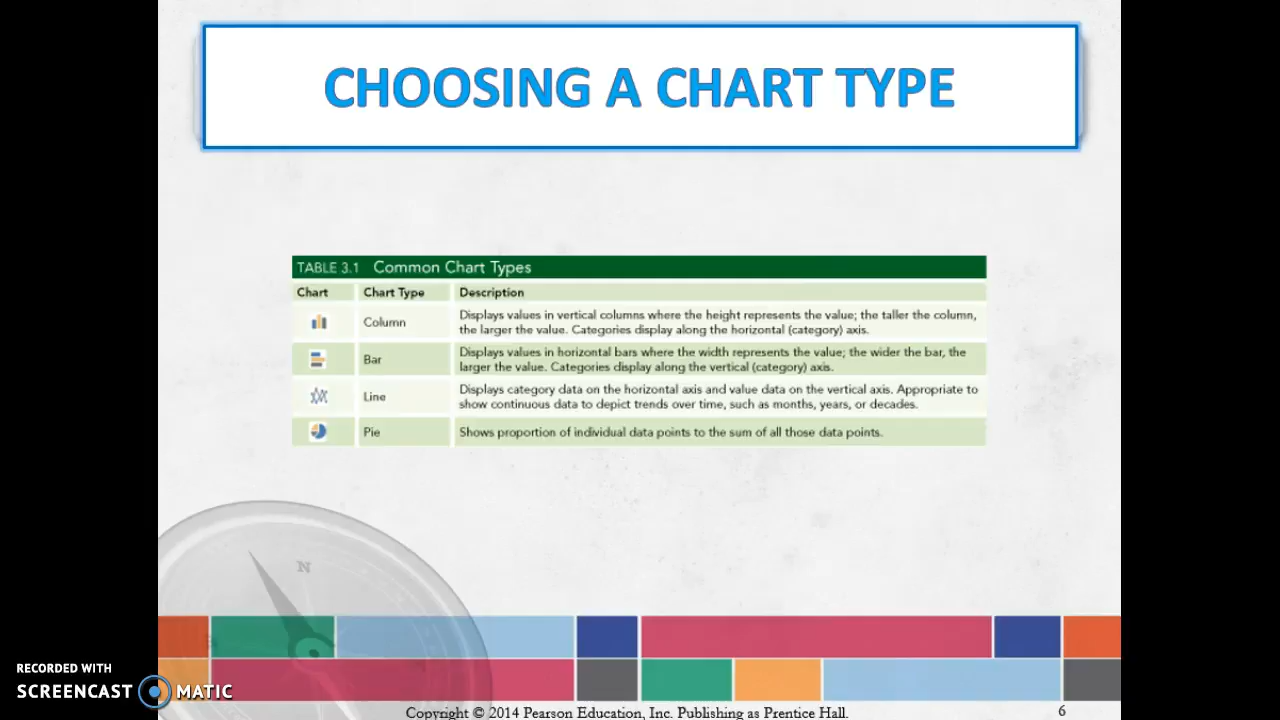 CHOOSING A CHART TYPE
TABLE 3.1 Common Chart Types
Chart Chart Type Description
Column Displays values in vertical columns where the height represents the value; the taller the column,
the larger the value. Categories display along the horizontal (category) axis.
Bar Displays values in horizontal bars where the width represents the value; the wider the bar, the
larger the value. Categories display along the vertical (category) axis.
Line Displays category data on the horizontal axis and value data on the vertical axis. Appropriate to
show continuous data to depict trends over time, such as months, years, or decades.
Pie Shows proportion of individual data points to the sum of all those data points.
N
RECORDED WITH
SCREENCAST MATIC
Copyright © 2014 Pearson Education, Inc. Publishing as Prentice Hall. 6